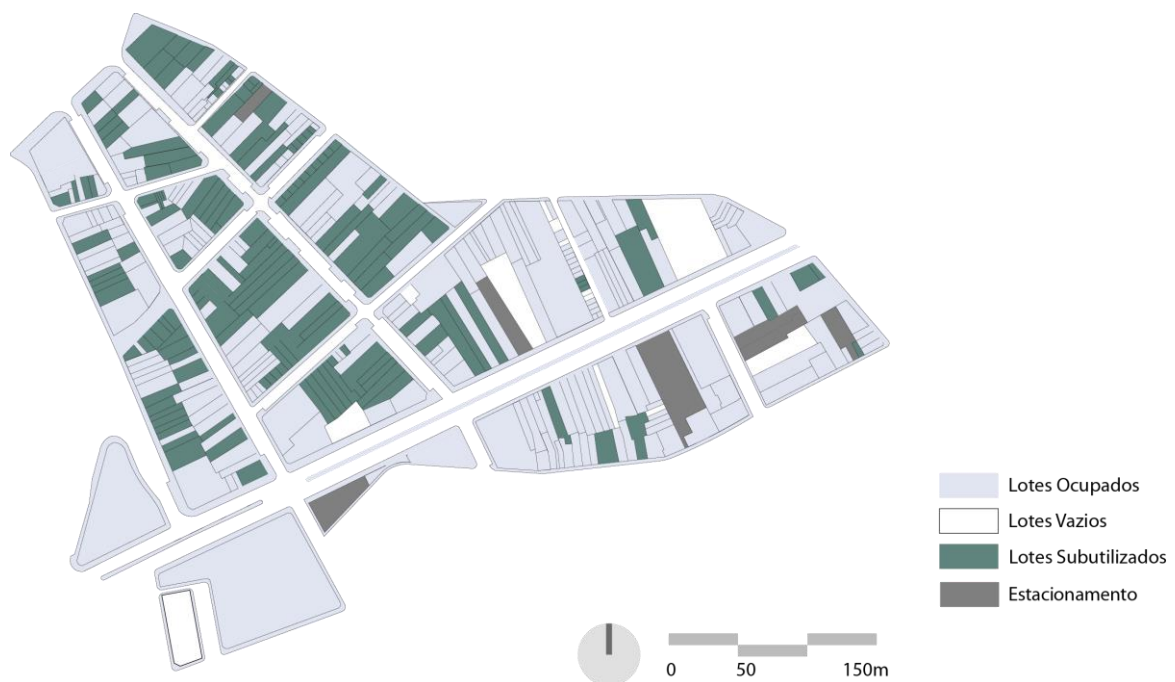 Lotes Ocupados
Lotes Vazios
Lotes Subutilizados
Estacionamento
0 50 150m